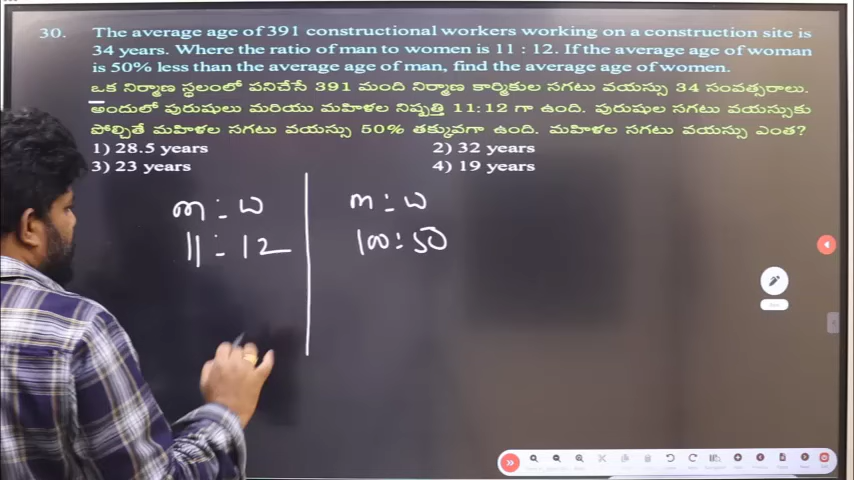 30. The average age of 391 constructional workers working on a construction site is
34 years. Where the ratio of man to women is 11 : 12. If the average age of woman
is 50% less than the average age of man, find the average age of women.
ఒక నిర్మాణ స్థలంలో పనిచేసే 391 మంది నిర్మాణ కార్మికుల సగటు వయస్సు 34 సంవత్సరాలు.
అందులో పురుషులు మరియు మహిళల నిష్పత్తి 11:12 గా ఉంది. పురుషుల సగటు వయస్సుకు
పోల్చితే మహిళల సగటు వయస్సు 50% తక్కువగా ఉంది. మహిళల సగటు వయస్సు ఎంత?
1) 28.5 years 2) 32 years
3) 23 years 4) 19 years
m : w m : w
11 : 12 100 : 50